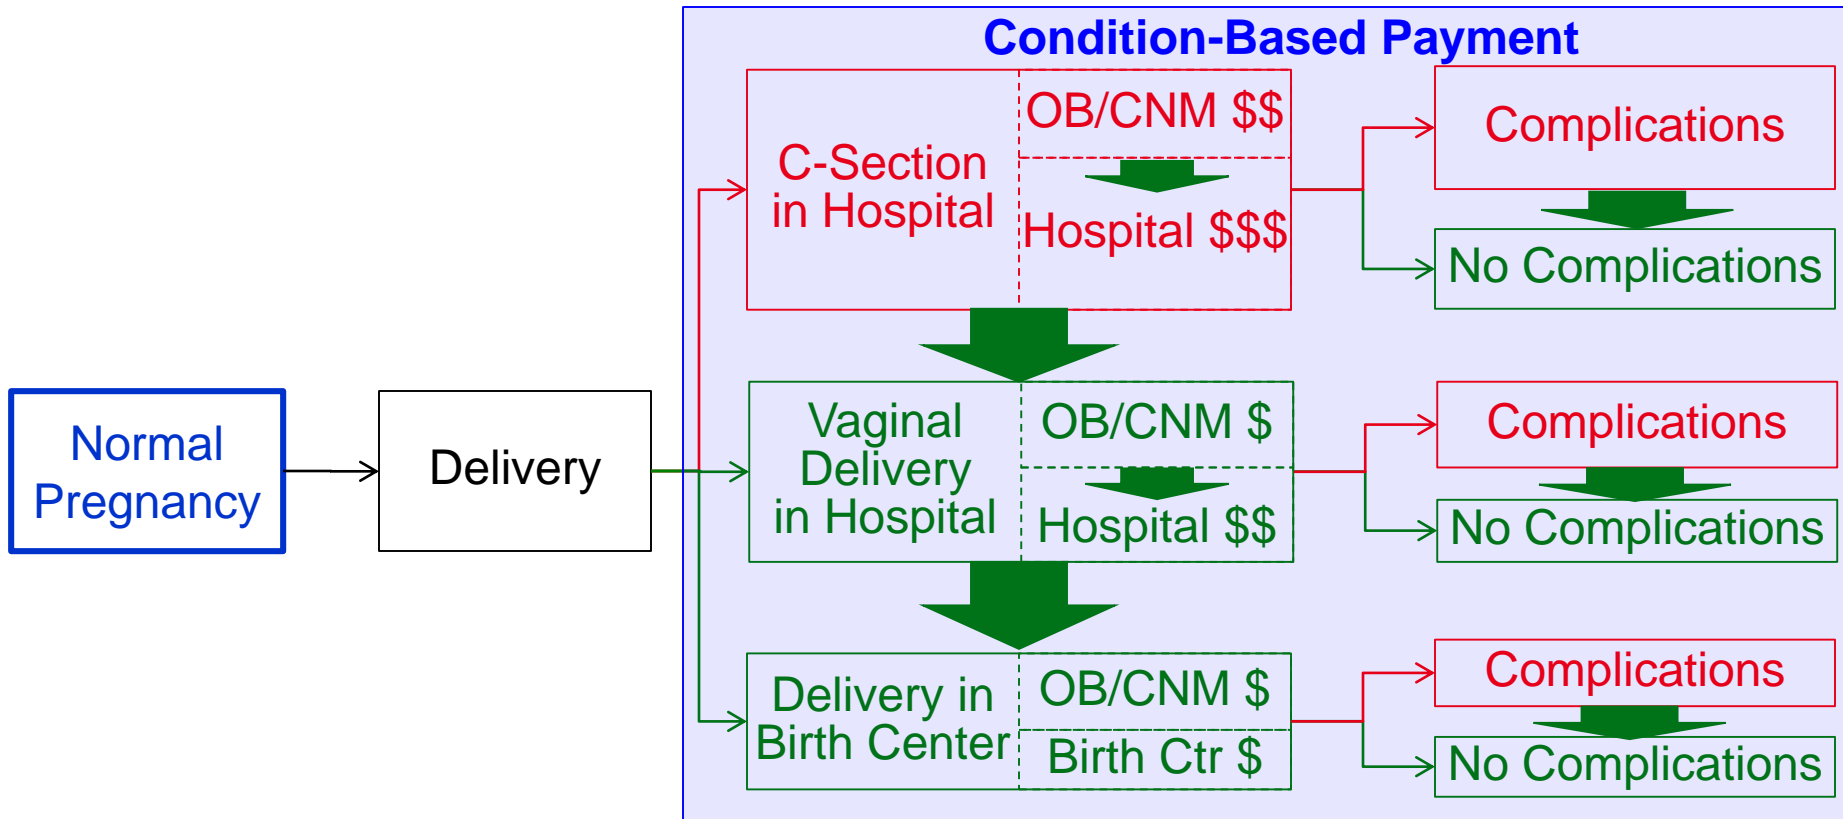 Condition-Based Payment
Normal
Pregnancy
Delivery
C-Section
in Hospital
OB/CNM $$
Hospital $$$
Complications
No Complications
Vaginal
Delivery
in Hospital
OB/CNM $
Hospital $$
Complications
No Complications
Delivery in
Birth Center
OB/CNM $
Birth Ctr $
Complications
No Complications